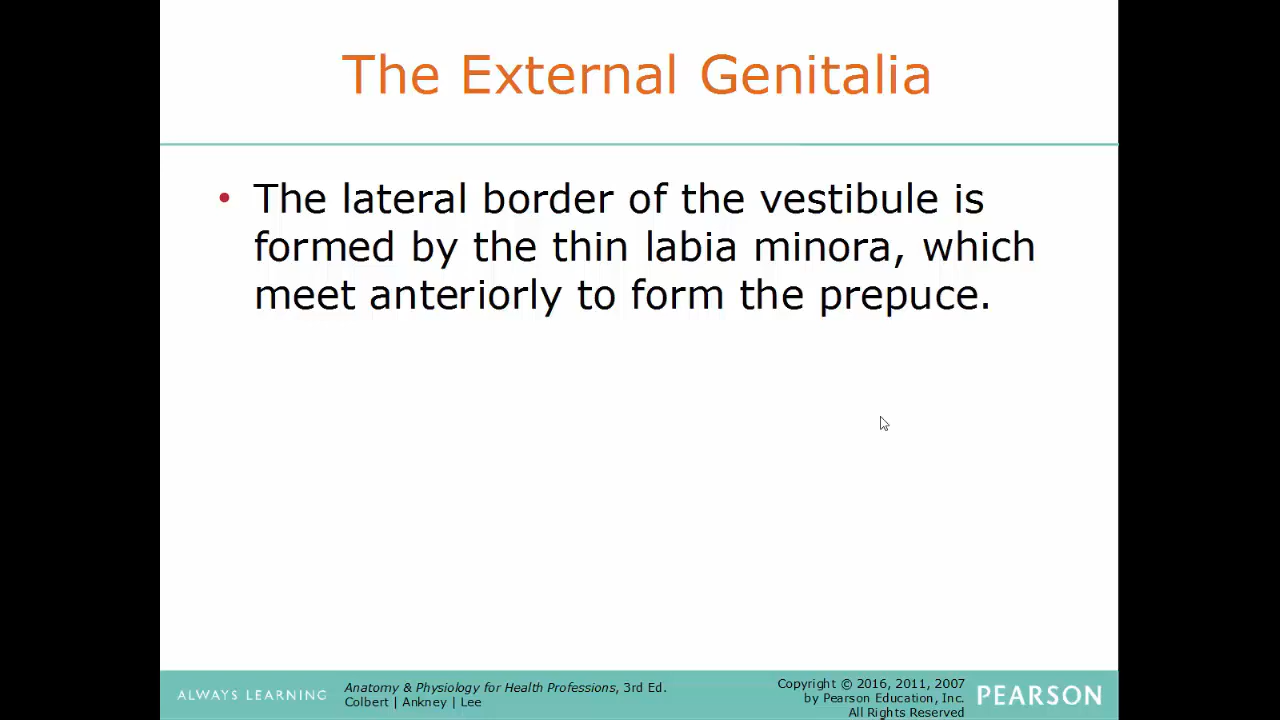 The External Genitalia
• The lateral border of the vestibule is
formed by the thin labia minora, which
meet anteriorly to form the prepuce.
ALWAYS LEARNING
Anatomy & Physiology for Health Professions, 3rd Ed.
Colbert | Ankney | Lee
Copyright © 2016, 2011, 2007
by Pearson Education, Inc.
All Rights Reserved
PEARSON